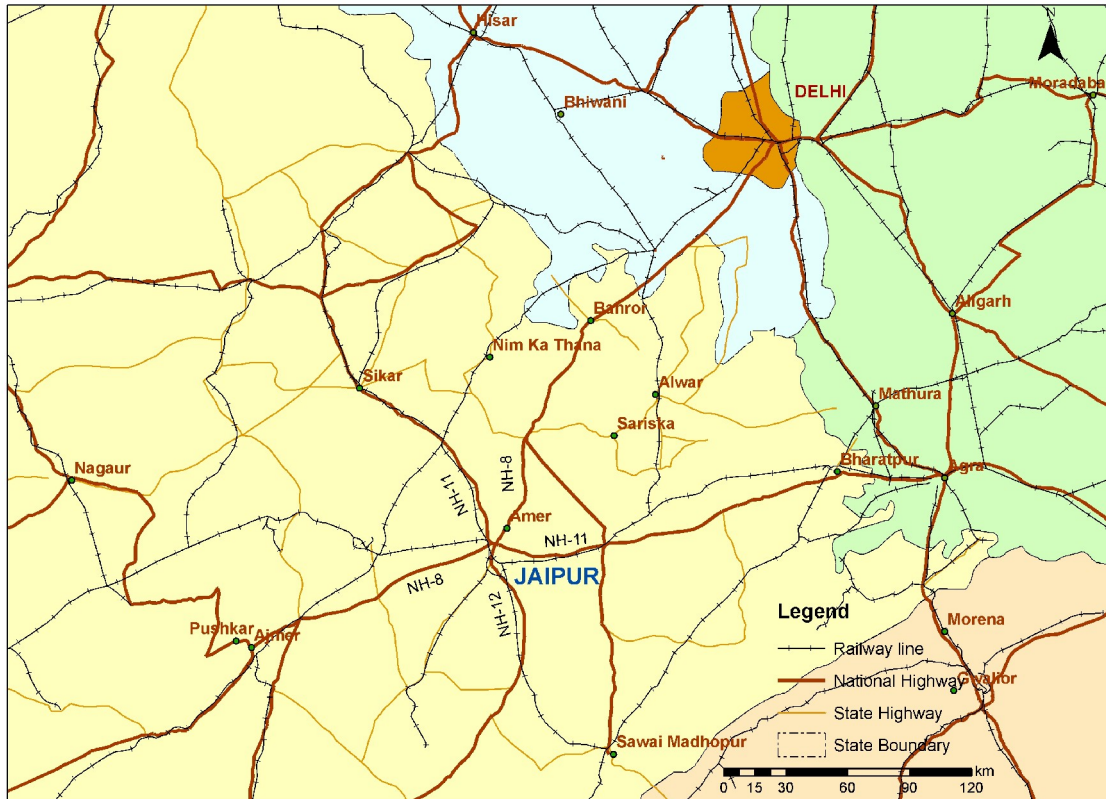 Hisar
N
DELHI
Moradaba
Bhiwani
Aligarh
Banror
Nim Ka Thana
Sikar
Alwar
Mathura
Sariska
Nagaur
Bharatpur
Agra
NH-11
NH-8
Amer
NH-11
JAIPUR
NH-8
NH-12
Pushkar
Ajmer
Legend
Railway line
National Highway
State Highway
State Boundary
Morena
Gwalior
Sawai Madhopur
km
0 15 30 60 90 120